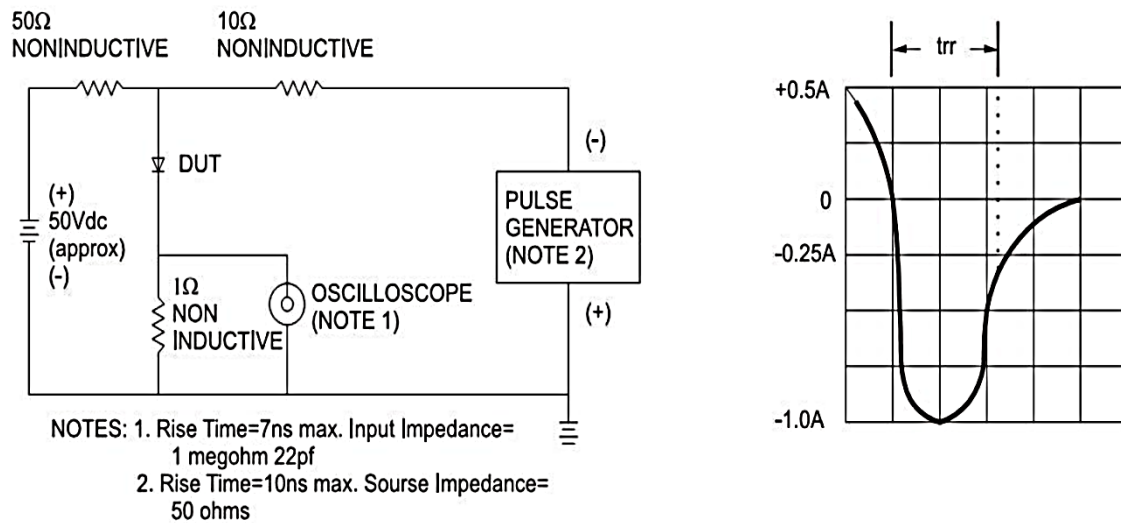 50Ω
NONINDUCTIVE
10Ω
NONINDUCTIVE
DUT
(+)
50Vdc
(approx)
(-)
1Ω
NON
INDUCTIVE
OSCILLOSCOPE
(NOTE 1)
(-)
PULSE
GENERATOR
(NOTE 2)
(+)
NOTES: 1. Rise Time=7ns max. Input Impedance=
1 megohm 22pf
2. Rise Time=10ns max. Sourse Impedance=
50 ohms
trr
+0.5A
0
-0.25A
-1.0A